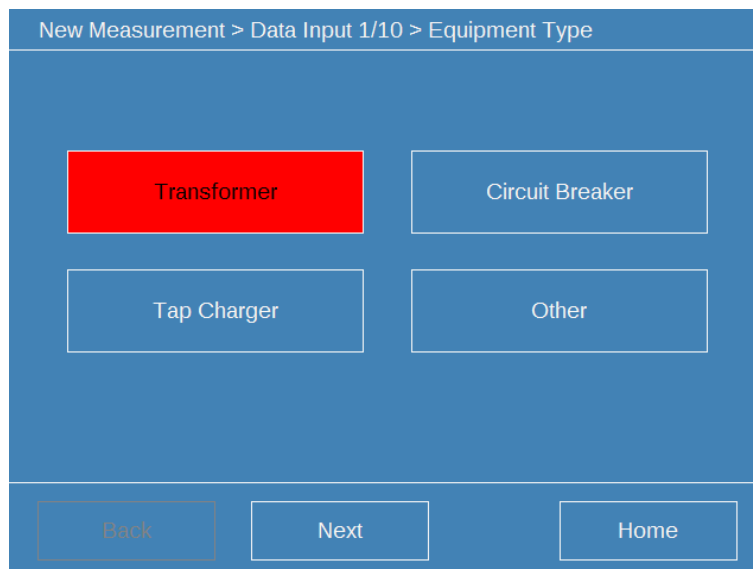 New Measurement > Data Input 1/10 > Equipment Type
Transformer
Circuit Breaker
Tap Charger
Other
Back
Next
Home